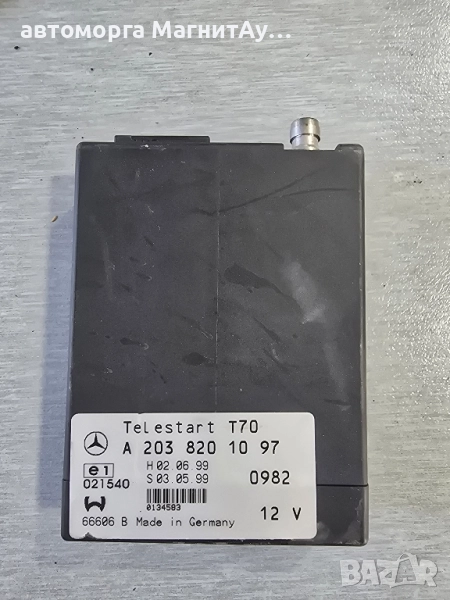 автоморга МагнитАу...
Telestart T70
A 203 820 10 97
e1 H 02.06.99
021540 S 03.05.99 0982
0134583
66606 B Made in Germany 12 V
BAZAR